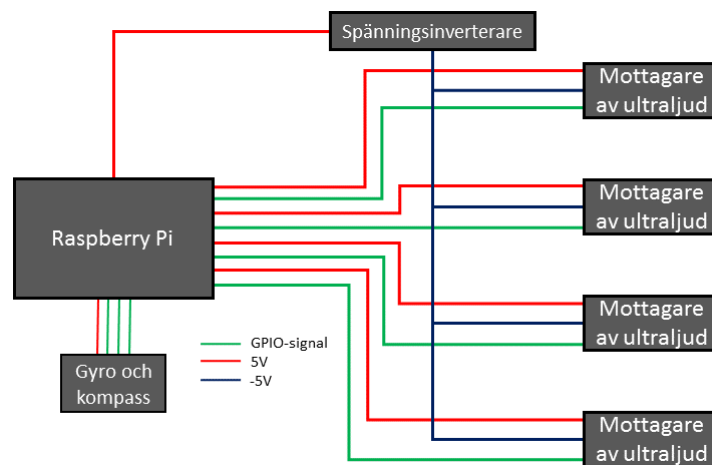 Spänningsinverterare
Mottagare
av ultraljud
Mottagare
av ultraljud
Raspberry Pi
Mottagare
av ultraljud
GPIO-signal
5V
-5V
Gyro och
kompass
Mottagare
av ultraljud